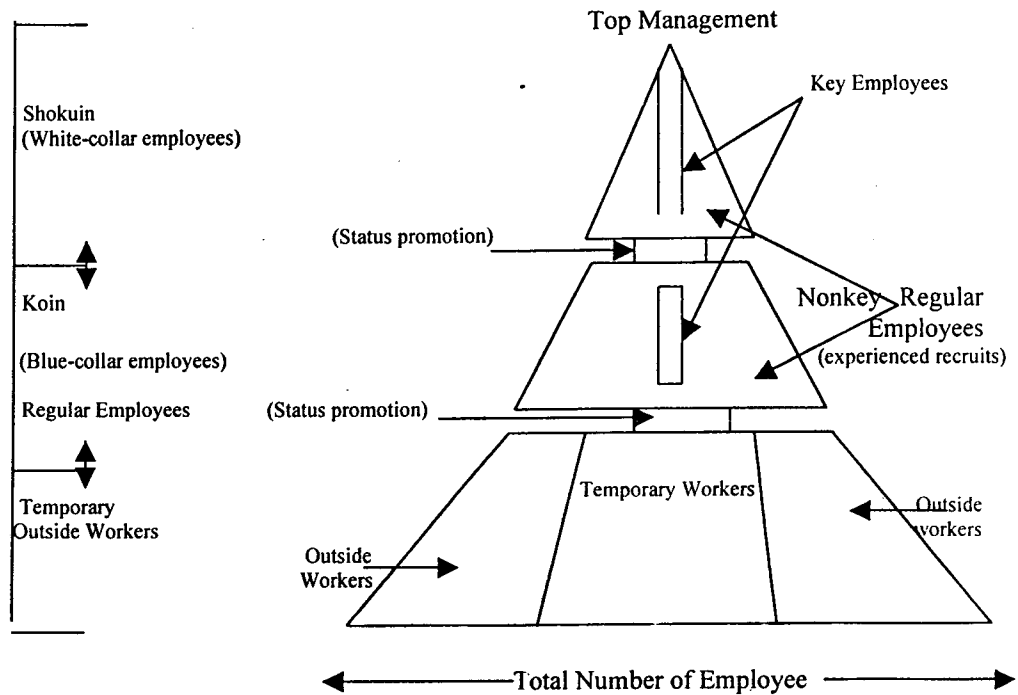 Top Management
Key Employees
Shokuin
(White-collar employees)
(Status promotion)
Koin
Nonkey Regular
Employees
(experienced recruits)
(Blue-collar employees)
Regular Employees
(Status promotion)
Temporary
Outside Workers
Temporary Workers
Outside
workers
Outside
Workers
Total Number of Employee